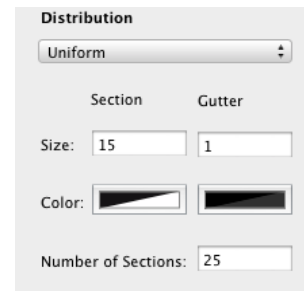 Distribution
Uniform
Section Gutter
Size: 15 1
Color:
Number of Sections: 25